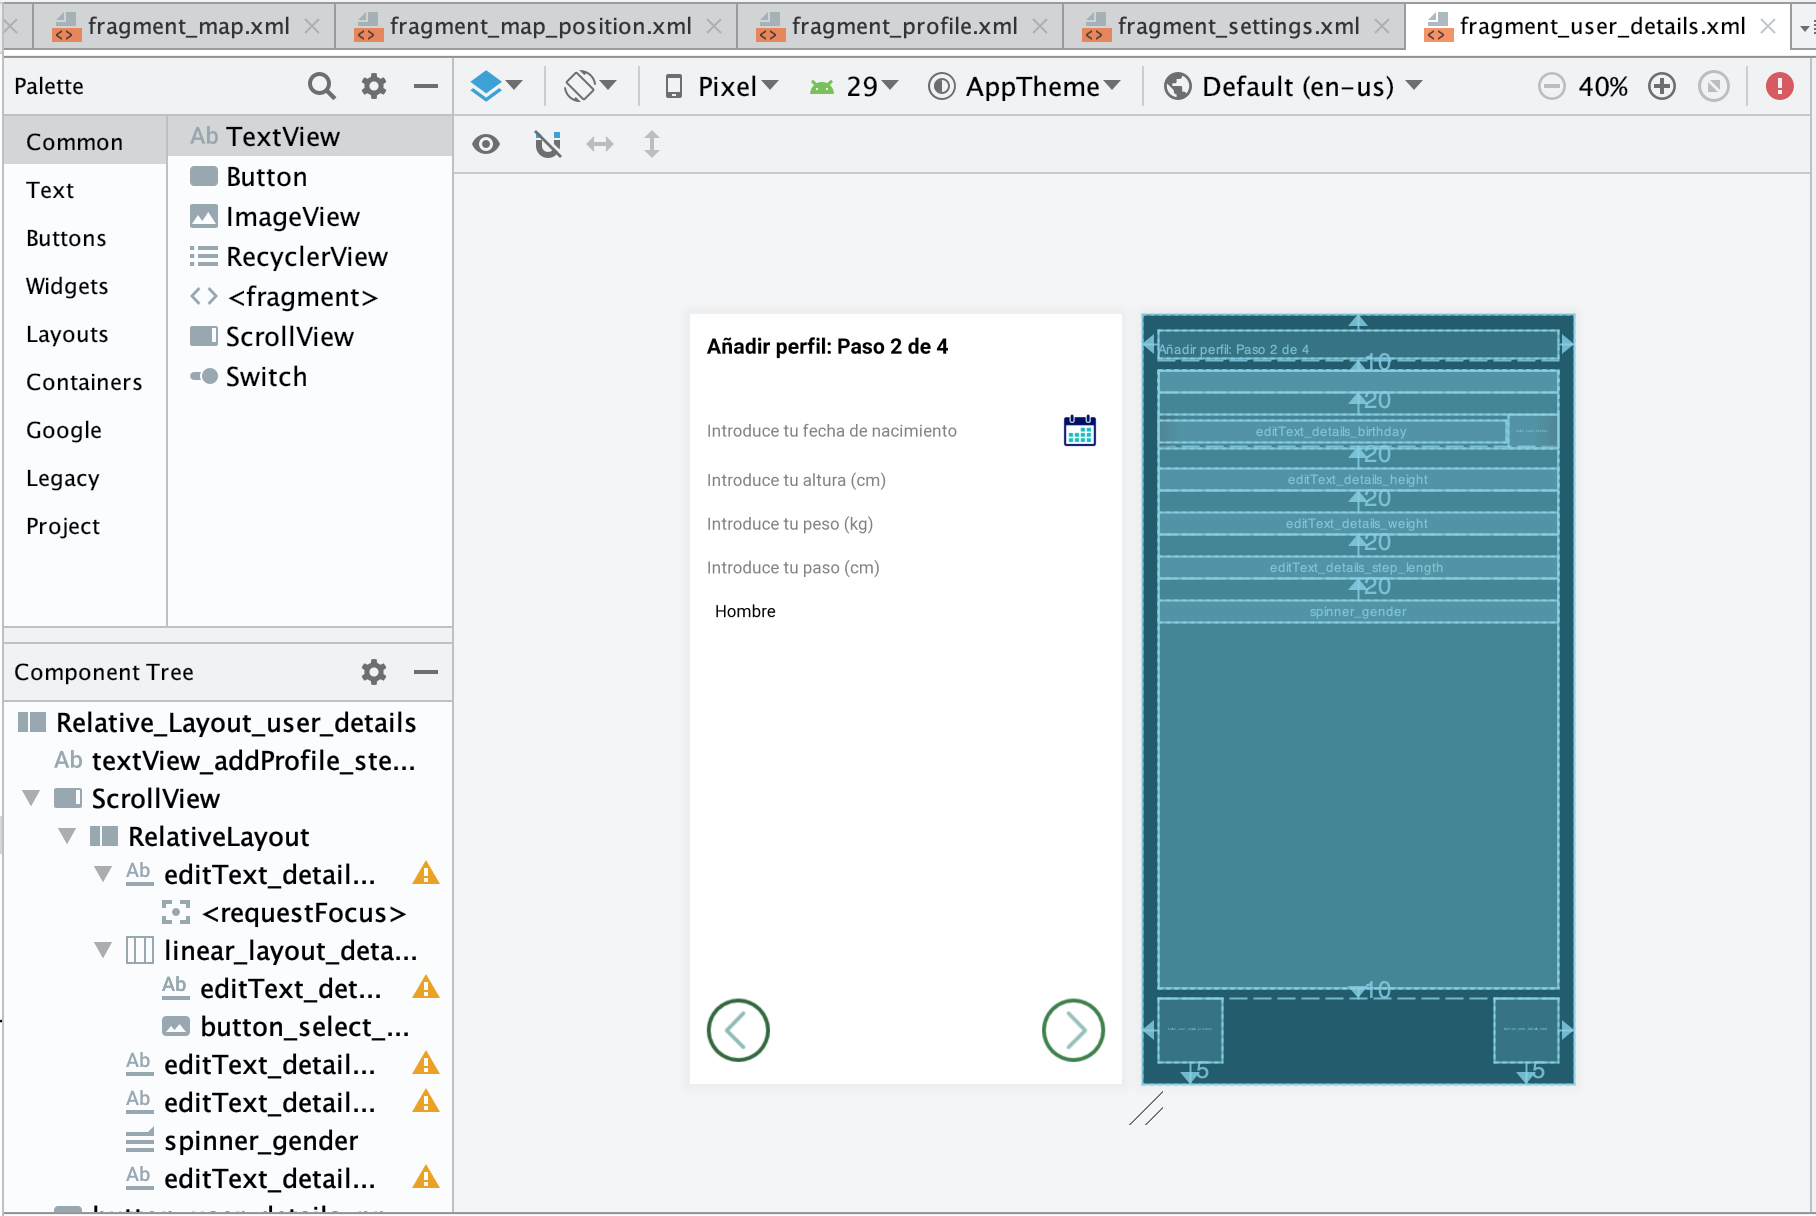 fragment_map.xml
fragment_map_position.xml
fragment_profile.xml
fragment_settings.xml
fragment_user_details.xml
Palette
Pixel
29
AppTheme
Default (en-us)
40%
Common
Text
Buttons
Widgets
Layouts
Containers
Google
Legacy
Project
Ab TextView
Button
ImageView
RecyclerView
<fragment>
ScrollView
Switch
Component Tree
Relative_Layout_user_details
Ab textView_addProfile_ste...
ScrollView
RelativeLayout
Ab editText_detail...
<requestFocus>
linear_layout_deta...
Ab editText_det...
button_select_...
Ab editText_detail...
Ab editText_detail...
spinner_gender
Ab editText_detail...
Añadir perfil: Paso 2 de 4
Introduce tu fecha de nacimiento
Introduce tu altura (cm)
Introduce tu peso (kg)
Introduce tu paso (cm)
Hombre
Añadir perfil: Paso 2 de 4
10
20
editText_details_birthday
20
editText_details_height
20
editText_details_weight
20
editText_details_step_length
20
spinner_gender
10
5
5